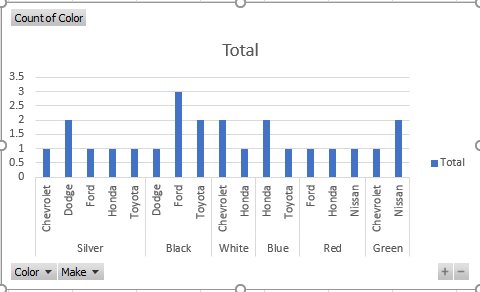 Count of Color
Total
3.5
3
2.5
2
1.5
1
0.5
0
Chevrolet Dodge Ford Honda Toyota Dodge Ford Toyota Chevrolet Honda Honda Toyota Ford Honda Nissan Chevrolet Nissan
Silver Black White Blue Red Green
Total
Color Make + −